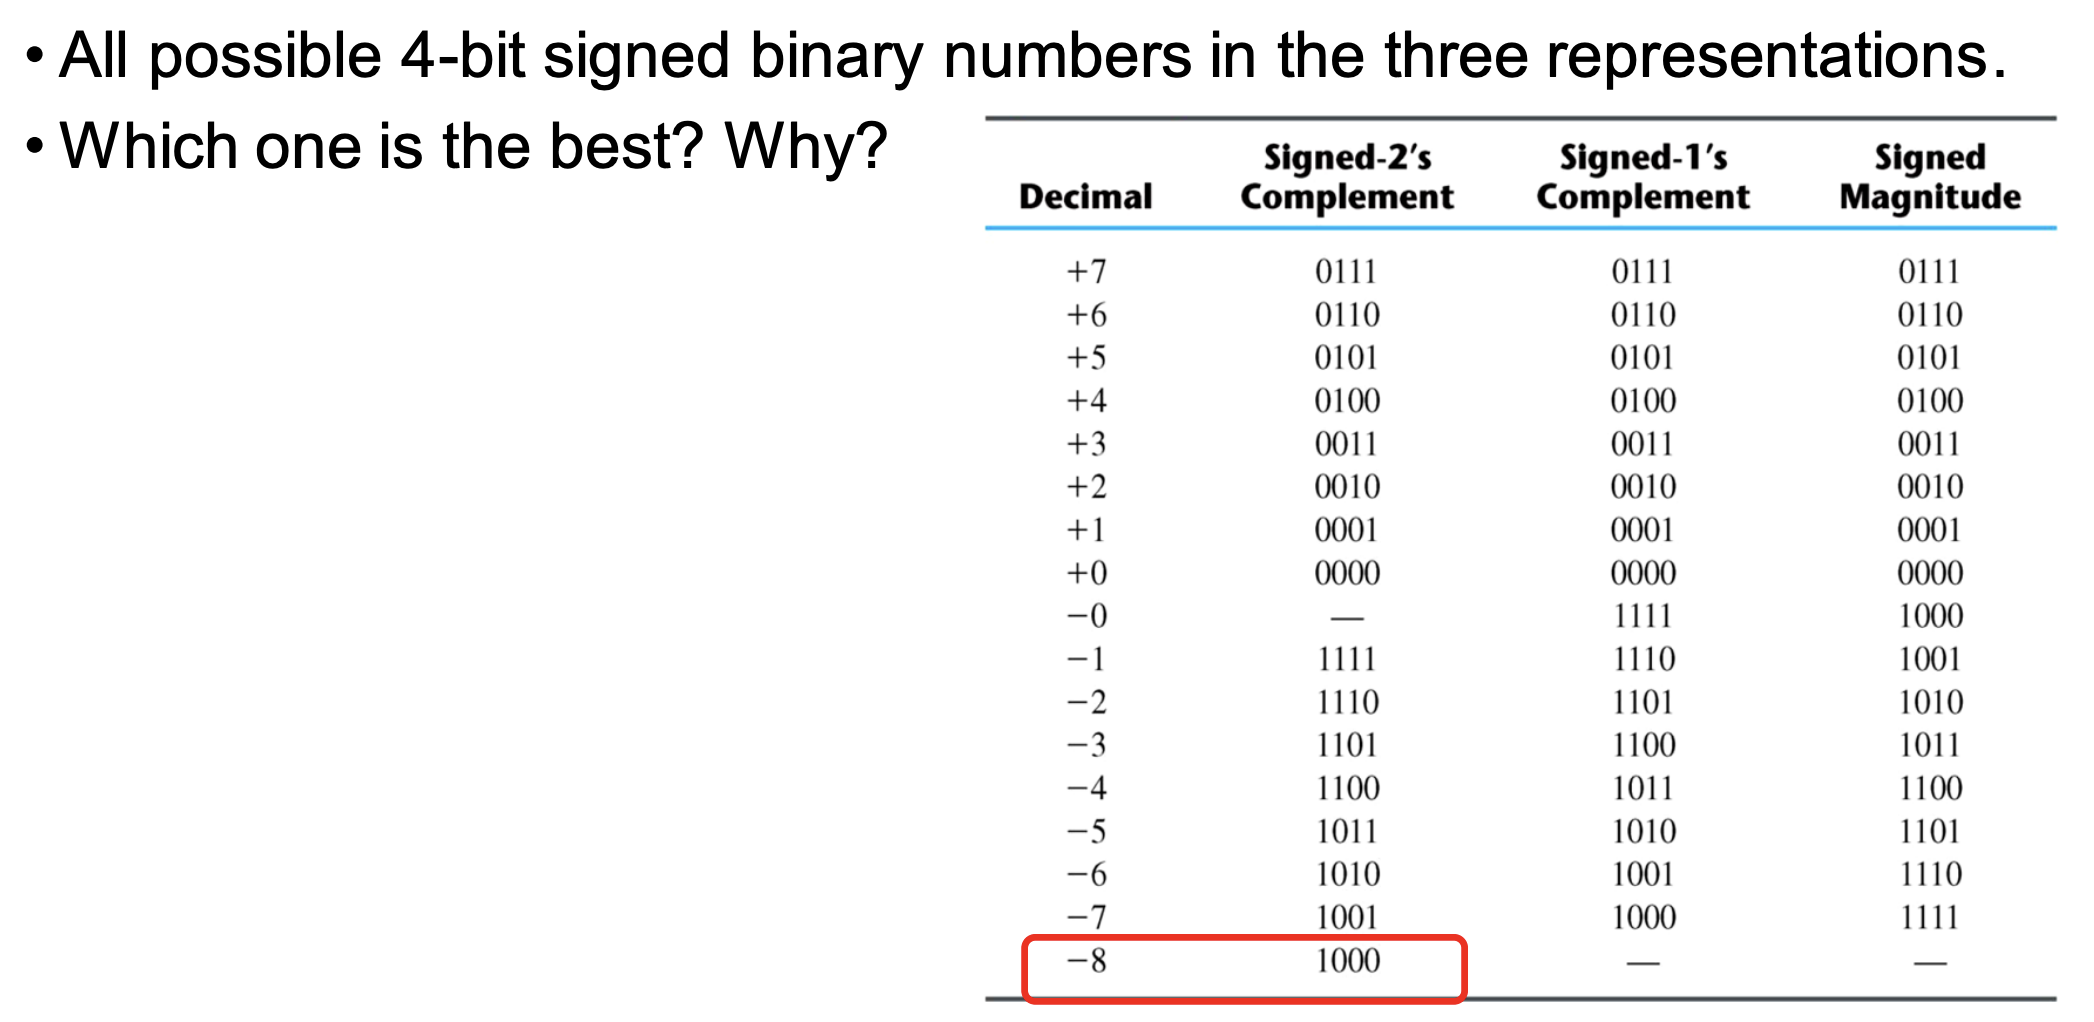 • All possible 4-bit signed binary numbers in the three representations.
• Which one is the best? Why?
Decimal Signed-2's Complement Signed-1's Complement Signed Magnitude
+7 0111 0111 0111
+6 0110 0110 0110
+5 0101 0101 0101
+4 0100 0100 0100
+3 0011 0011 0011
+2 0010 0010 0010
+1 0001 0001 0001
+0 0000 0000 0000
−0 — 1111 1000
−1 1111 1110 1001
−2 1110 1101 1010
−3 1101 1100 1011
−4 1100 1011 1100
−5 1011 1010 1101
−6 1010 1001 1110
−7 1001 1000 1111
−8 1000 — —